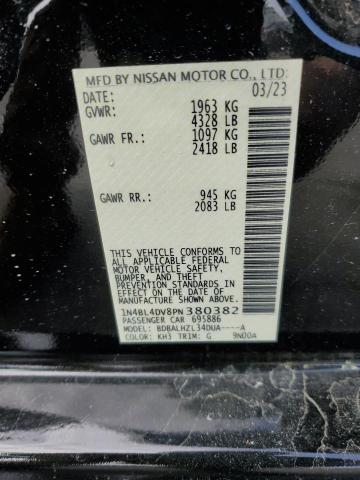 MFD BY NISSAN MOTOR CO., LTD.
DATE: 03/23
GVWR: 1963 KG
4328 LB
GAWR FR.: 1097 KG
2418 LB
GAWR RR.: 945 KG
2083 LB
THIS VEHICLE CONFORMS TO
ALL APPLICABLE FEDERAL
MOTOR VEHICLE SAFETY,
BUMPER, AND THEFT
PREVENTION STANDARDS
IN EFFECT ON THE DATE OF
MANUFACTURE SHOWN ABOVE.
1N4BL4DV8PN380382
PASSENGER CAR 695886
MODEL: BDBALHZL34DUA----A
COLOR: KH3 TRIM: G 9N00A